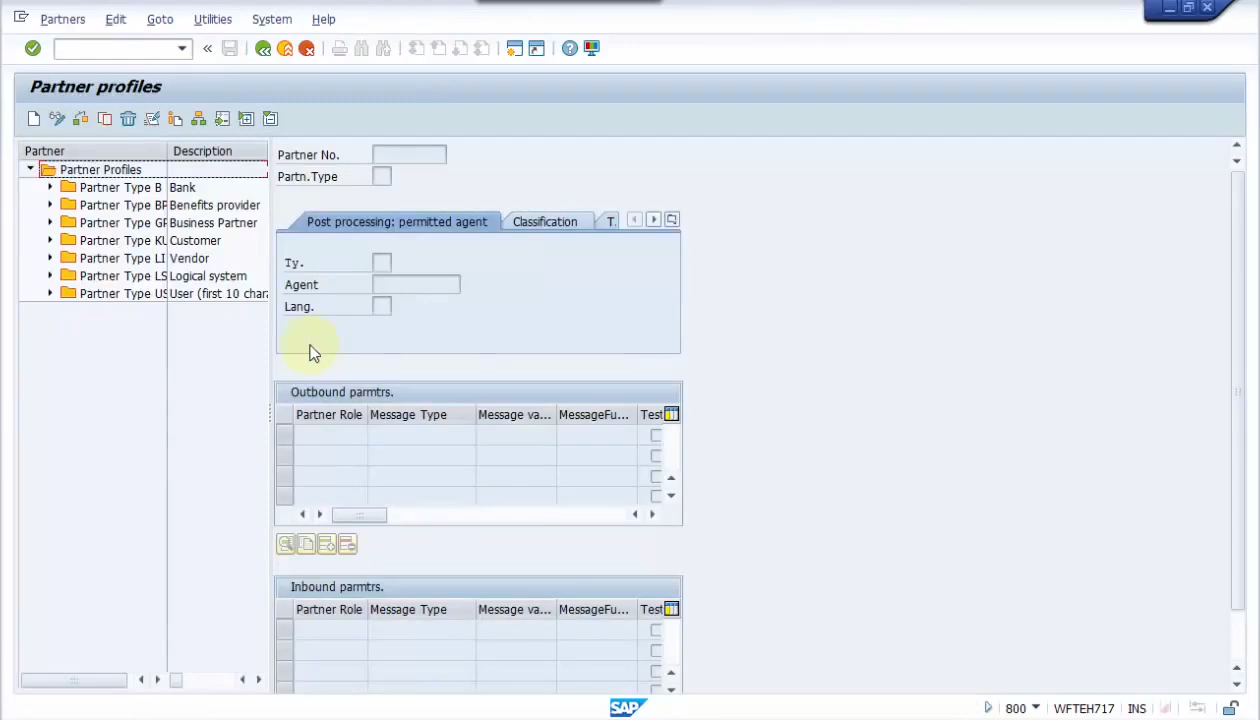 Partners Edit Goto Utilities System Help
Partner profiles
Partner Description
Partner Profiles
Partner Type B Bank
Partner Type BP Benefits provider
Partner Type GP Business Partner
Partner Type KU Customer
Partner Type LI Vendor
Partner Type LS Logical system
Partner Type US User (first 10 chara
Partner No.
Partn.Type
Post processing: permitted agent Classification T.
Ty.
Agent
Lang.
Outbound parmtrs.
Partner Role Message Type Message va... MessageFu... Test
Inbound parmtrs.
Partner Role Message Type Message va... MessageFu... Test
SAP 800 WFTEH717 INS